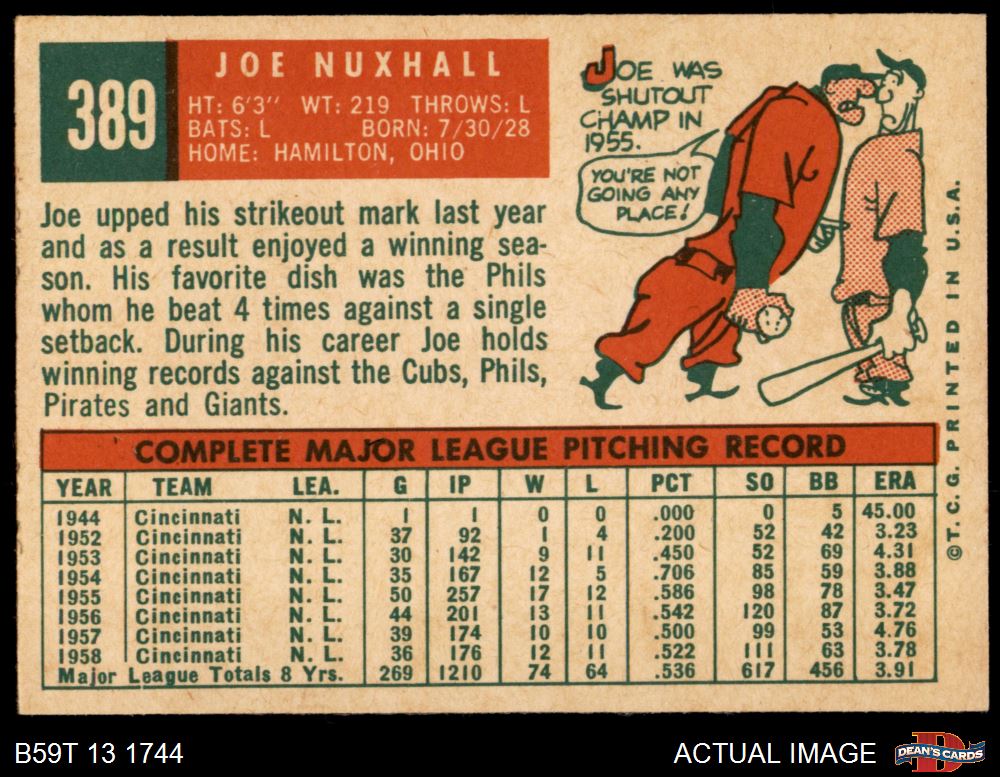 389
JOE NUXHALL
HT: 6'3" WT: 219 THROWS: L
BATS: L BORN: 7/30/28
HOME: HAMILTON, OHIO
Joe upped his strikeout mark last year
and as a result enjoyed a winning sea-
son. His favorite dish was the Phils
whom he beat 4 times against a single
setback. During his career Joe holds
winning records against the Cubs, Phils,
Pirates and Giants.
JOE WAS
SHUTOUT
CHAMP IN
1955.
YOU'RE NOT
GOING ANY
PLACE!
COMPLETE MAJOR LEAGUE PITCHING RECORD
YEAR TEAM LEA. G IP W L PCT SO BB ERA
1944 Cincinnati N. L. 1 1 0 0 .000 0 5 45.00
1952 Cincinnati N. L. 37 92 1 4 .200 52 42 3.23
1953 Cincinnati N. L. 30 142 9 11 .450 52 69 4.31
1954 Cincinnati N. L. 35 167 12 5 .706 85 59 3.88
1955 Cincinnati N. L. 50 257 17 12 .586 98 78 3.47
1956 Cincinnati N. L. 44 201 13 11 .542 120 87 3.72
1957 Cincinnati N. L. 39 174 10 10 .500 99 53 4.76
1958 Cincinnati N. L. 36 176 12 11 .522 111 63 3.78
Major League Totals 8 Yrs. 269 1210 74 64 .536 617 456 3.91
©T. C. G. PRINTED IN U.S.A.
B59T 13 1744
ACTUAL IMAGE
D
DEAN'S CARDS